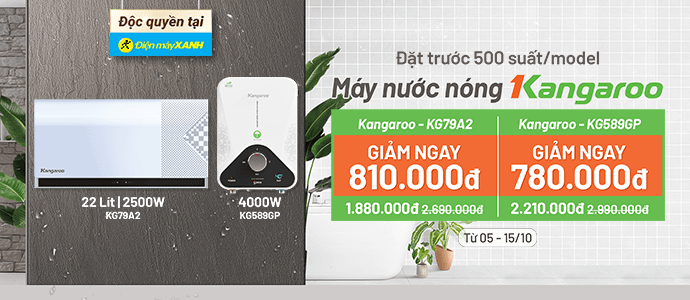 Độc quyền tại
Điện máy XANH
Kangaroo
Kangaroo
22 Lít | 2500W
KG79A2
4000W
KG589GP
Đặt trước 500 suất/model
Máy nước nóng Kangaroo
Kangaroo - KG79A2
GIẢM NGAY
810.000đ
1.880.000đ 2.690.000đ
Kangaroo - KG589GP
GIẢM NGAY
780.000đ
2.210.000đ 2.990.000đ
Từ 05 - 15/10